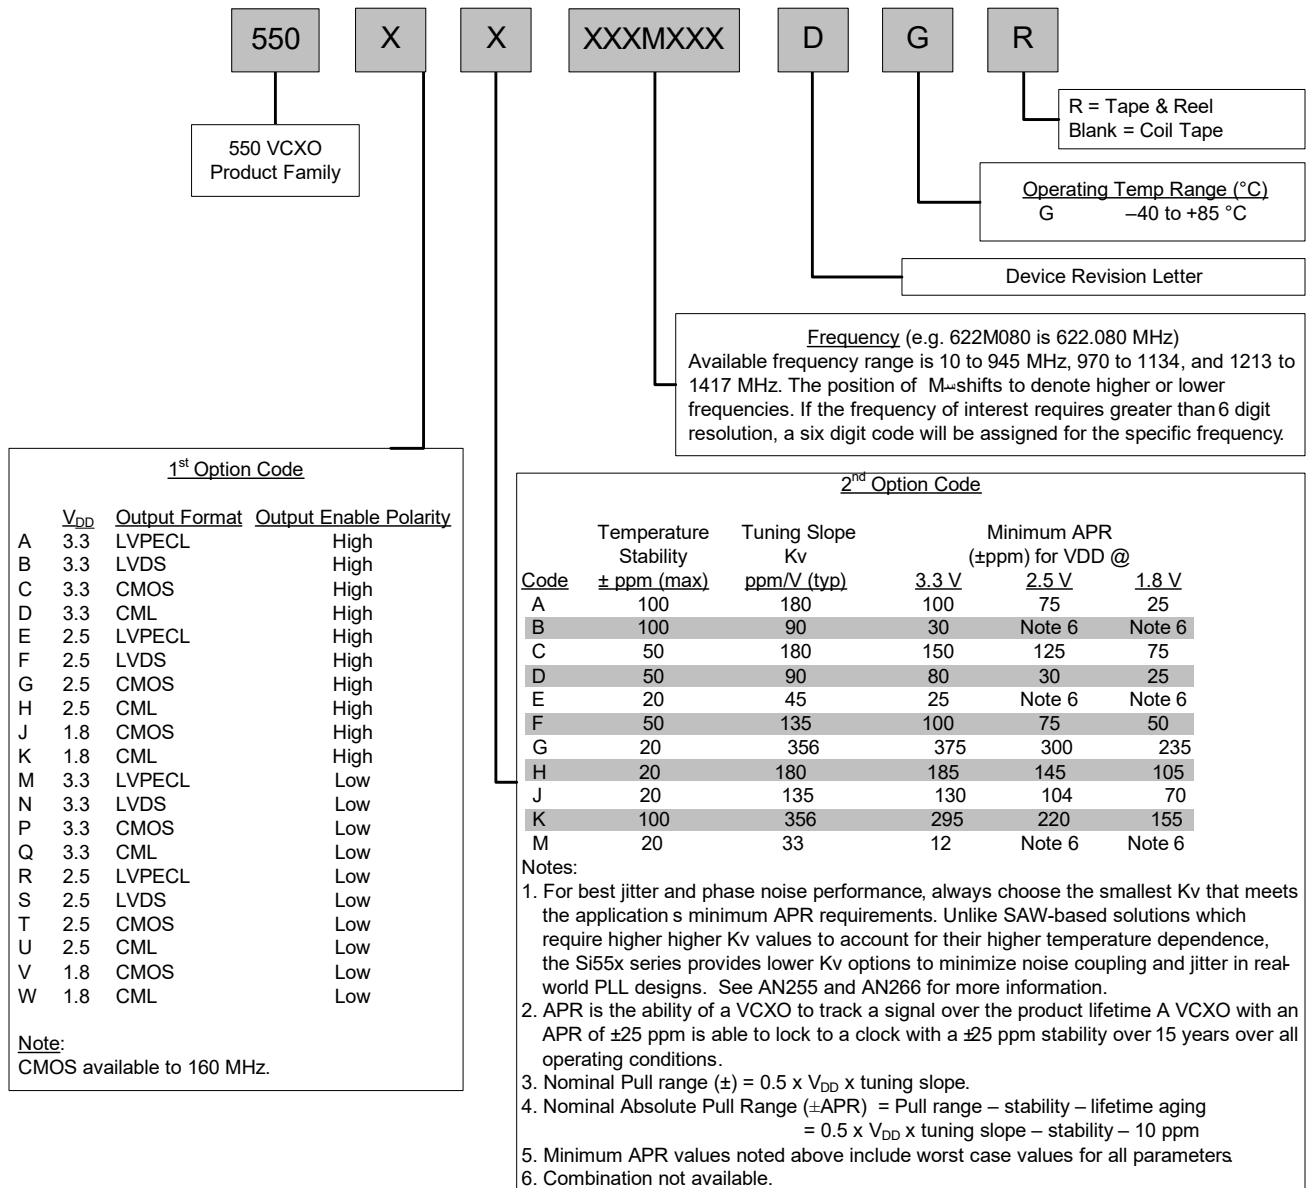 550 X X XXXMXXX D G R
R = Tape & Reel
Blank = Coil Tape
550 VCXO
Product Family
Operating Temp Range (°C)
G –40 to +85 °C
Device Revision Letter
Frequency (e.g. 622M080 is 622.080 MHz)
Available frequency range is 10 to 945 MHz, 970 to 1134, and 1213 to
1417 MHz. The position of M shifts to denote higher or lower
frequencies. If the frequency of interest requires greater than 6 digit
resolution, a six digit code will be assigned for the specific frequency.
1st Option Code
VDD Output Format Output Enable Polarity
A 3.3 LVPECL High
B 3.3 LVDS High
C 3.3 CMOS High
D 3.3 CML High
E 2.5 LVPECL High
F 2.5 LVDS High
G 2.5 CMOS High
H 2.5 CML High
J 1.8 CMOS High
K 1.8 CML High
M 3.3 LVPECL Low
N 3.3 LVDS Low
P 3.3 CMOS Low
Q 3.3 CML Low
R 2.5 LVPECL Low
S 2.5 LVDS Low
T 2.5 CMOS Low
U 2.5 CML Low
V 1.8 CMOS Low
W 1.8 CML Low
Note:
CMOS available to 160 MHz.
2nd Option Code
Temperature Tuning Slope Minimum APR
Stability Kv (±ppm) for VDD @
Code ± ppm (max) ppm/V (typ) 3.3 V 2.5 V 1.8 V
A 100 180 100 75 25
B 100 90 30 Note 6 Note 6
C 50 180 150 125 75
D 50 90 80 30 25
E 20 45 25 Note 6 Note 6
F 50 135 100 75 50
G 20 356 375 300 235
H 20 180 185 145 105
J 20 135 130 104 70
K 100 356 295 220 155
M 20 33 12 Note 6 Note 6
Notes:
1. For best jitter and phase noise performance, always choose the smallest Kv that meets
the application s minimum APR requirements. Unlike SAW-based solutions which
require higher higher Kv values to account for their higher temperature dependence,
the Si55x series provides lower Kv options to minimize noise coupling and jitter in real-
world PLL designs. See AN255 and AN266 for more information.
2. APR is the ability of a VCXO to track a signal over the product lifetime A VCXO with an
APR of ±25 ppm is able to lock to a clock with a ±25 ppm stability over 15 years over all
operating conditions.
3. Nominal Pull range (±) = 0.5 x VDD x tuning slope.
4. Nominal Absolute Pull Range (±APR) = Pull range – stability – lifetime aging
= 0.5 x VDD x tuning slope – stability – 10 ppm
5. Minimum APR values noted above include worst case values for all parameters.
6. Combination not available.